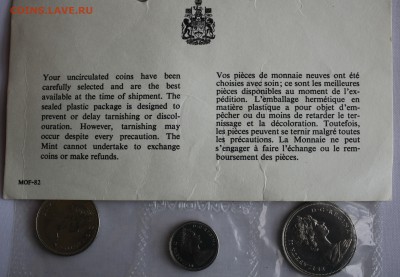 COINS.LAVE.RU
Your uncirculated coins have been
carefully selected and are the best
available at the time of shipment. The
sealed plastic package is designed to
prevent or delay tarnishing or discol-
ouration. However, tarnishing may
occur despite every precaution. The
Mint cannot undertake to exchange
coins or make refunds.
Vos pièces de monnaie neuves ont été
choisies avec soin; ce sont les meilleures
pièces disponibles au moment de l'ex-
pédition. L'emballage hermétique en
matière plastique a pour objet d'em-
pêcher ou du moins de retarder le ter-
nissage et la décoloration. Toutefois,
les pièces peuvent se ternir malgré toutes
les précautions. La Monnaie ne peut
s'engager à faire l'échange ou le rem-
boursement des pièces.
MOF-82